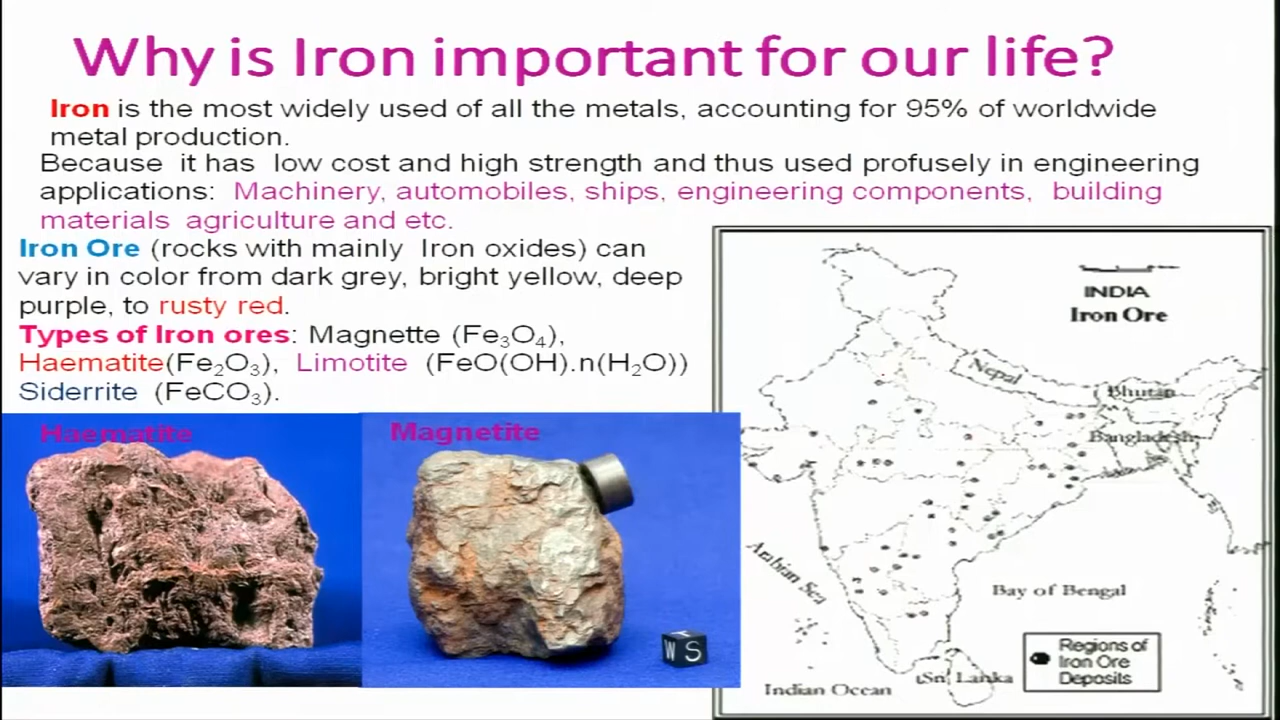 Why is Iron important for our life?
Iron is the most widely used of all the metals, accounting for 95% of worldwide
metal production.
Because it has low cost and high strength and thus used profusely in engineering
applications: Machinery, automobiles, ships, engineering components, building
materials agriculture and etc.
Iron Ore (rocks with mainly Iron oxides) can
vary in color from dark grey, bright yellow, deep
purple, to rusty red.
Types of Iron ores: Magnette (Fe₃O₄),
Haematite(Fe₂O₃), Limotite (FeO(OH).n(H₂O))
Siderrite (FeCO₃).
Haematite
Magnetite
W S
INDIA
Iron Ore
Nepal
Bhutan
Bangladesh
Arabian Sea
Bay of Bengal
Sri Lanka
Indian Ocean
Regions of
Iron Ore
Deposits